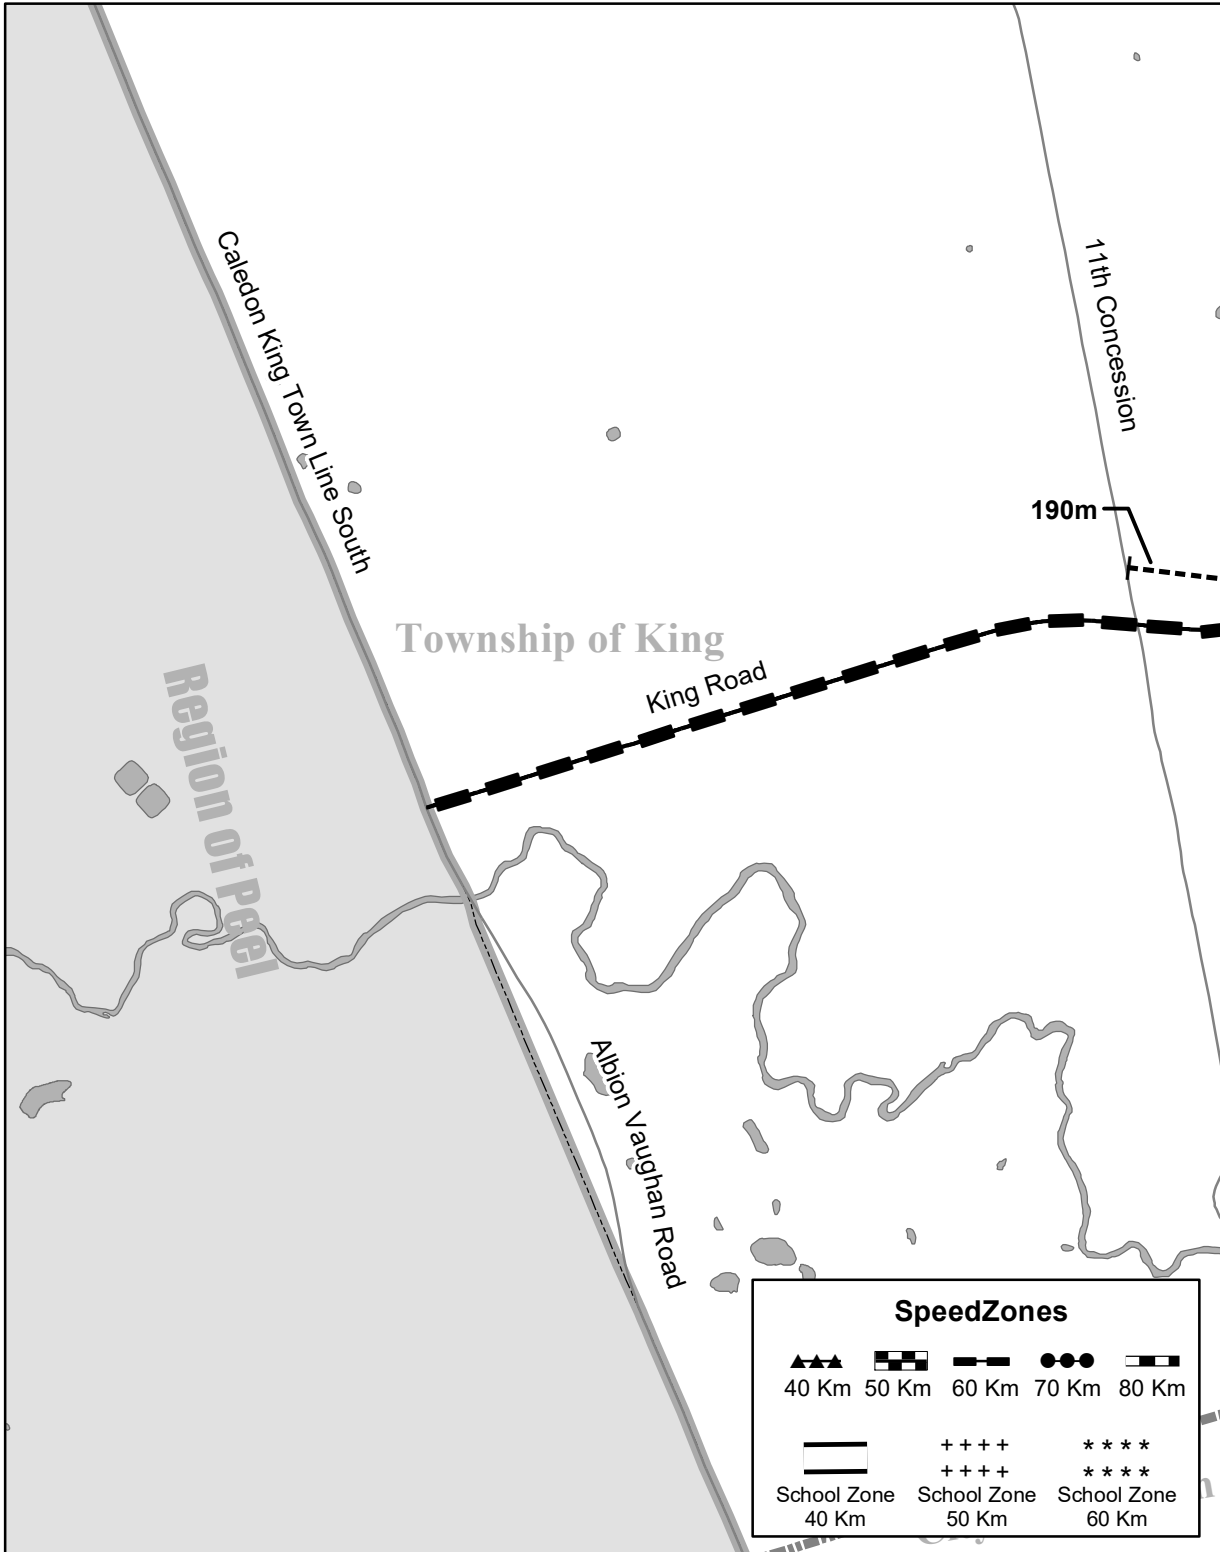 Caledon King Town Line South
11th Concession
190m
Township of King
King Road
Region of Peel
Albion Vaughan Road
SpeedZones
40 Km 50 Km 60 Km 70 Km 80 Km
School Zone School Zone School Zone
40 Km 50 Km 60 Km